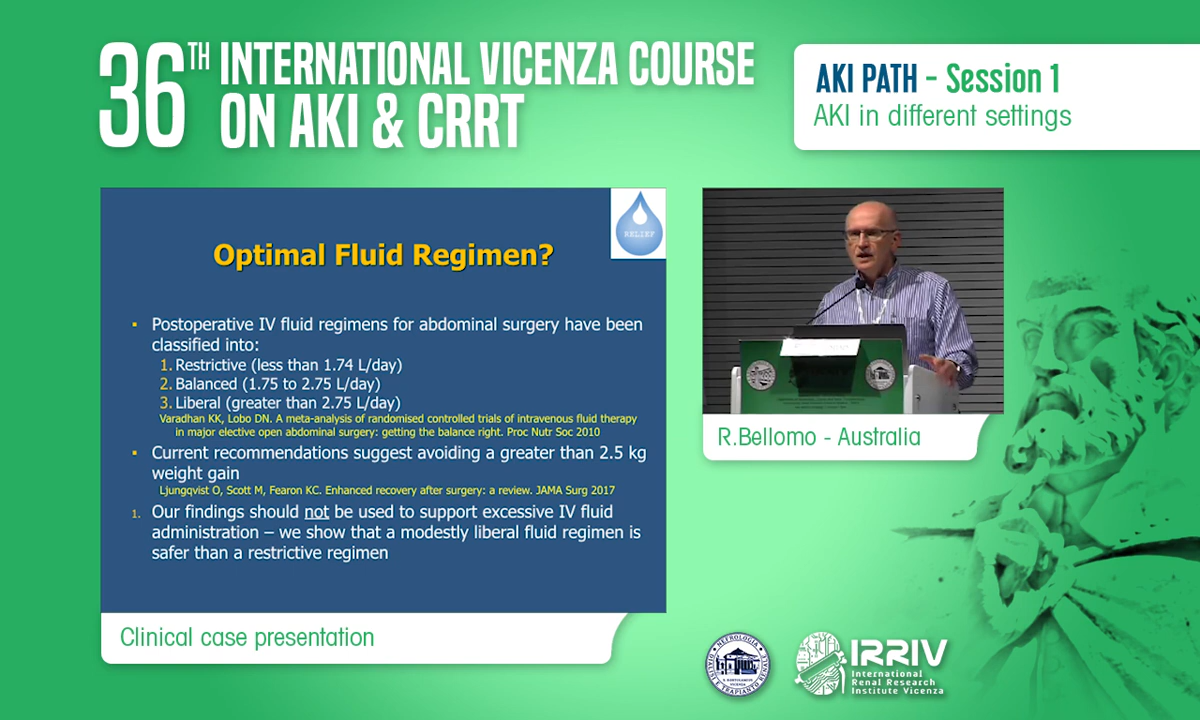 36TH INTERNATIONAL VICENZA COURSE
ON AKI & CRRT
AKI PATH - Session 1
AKI in different settings
RELIEF
Optimal Fluid Regimen?
▪ Postoperative IV fluid regimens for abdominal surgery have been
classified into:
1. Restrictive (less than 1.74 L/day)
2. Balanced (1.75 to 2.75 L/day)
3. Liberal (greater than 2.75 L/day)
Varadhan KK, Lobo DN. A meta-analysis of randomised controlled trials of intravenous fluid therapy
in major elective open abdominal surgery: getting the balance right. Proc Nutr Soc 2010
▪ Current recommendations suggest avoiding a greater than 2.5 kg
weight gain
Ljungqvist O, Scott M, Fearon KC. Enhanced recovery after surgery: a review. JAMA Surg 2017
1. Our findings should not be used to support excessive IV fluid
administration – we show that a modestly liberal fluid regimen is
safer than a restrictive regimen
R.Bellomo - Australia
Clinical case presentation
NEFROLOGIA
DIALISI E TRAPIANTO RENALE
IRRIV
International
Renal Research
Institute Vicenza